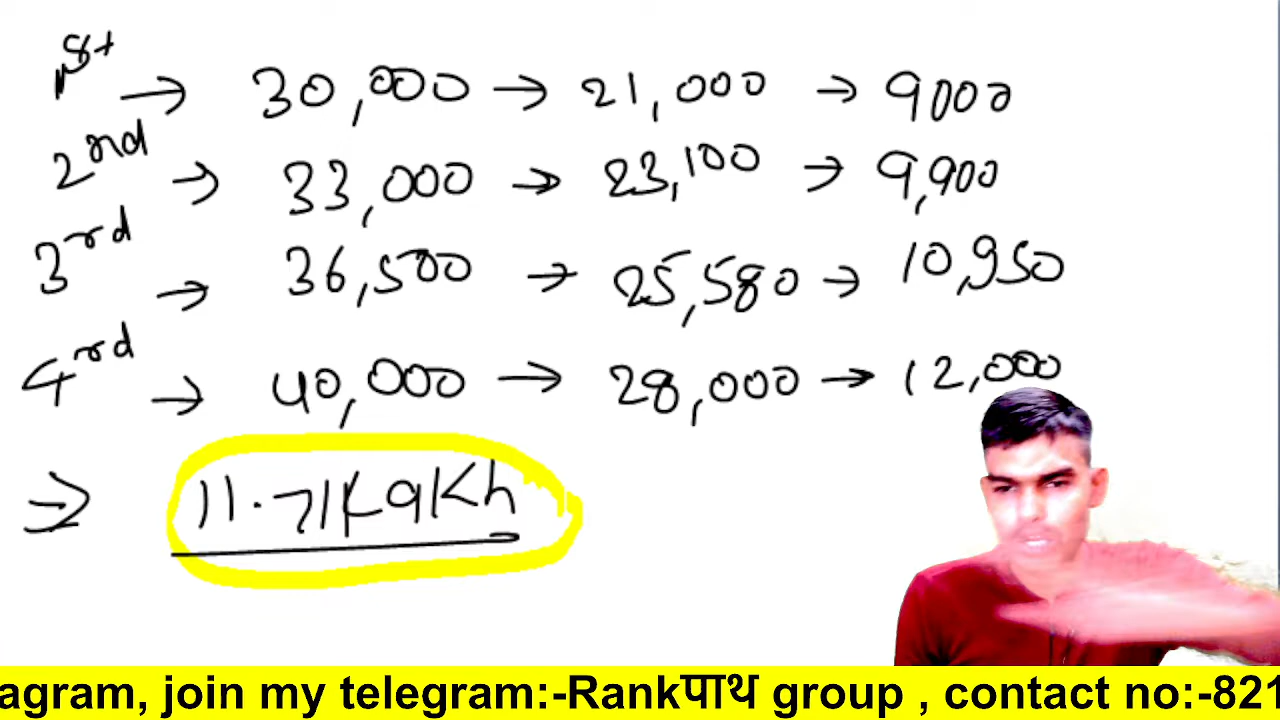 1st → 30,000 → 21,000 → 9000
2nd → 33,000 → 23,100 → 9,900
3rd → 36,500 → 25,580 → 10,950
4rd → 40,000 → 28,000 → 12,000
⇒ 11.71 
agram, join my telegram:-Rankपाथ group , contact no:-821